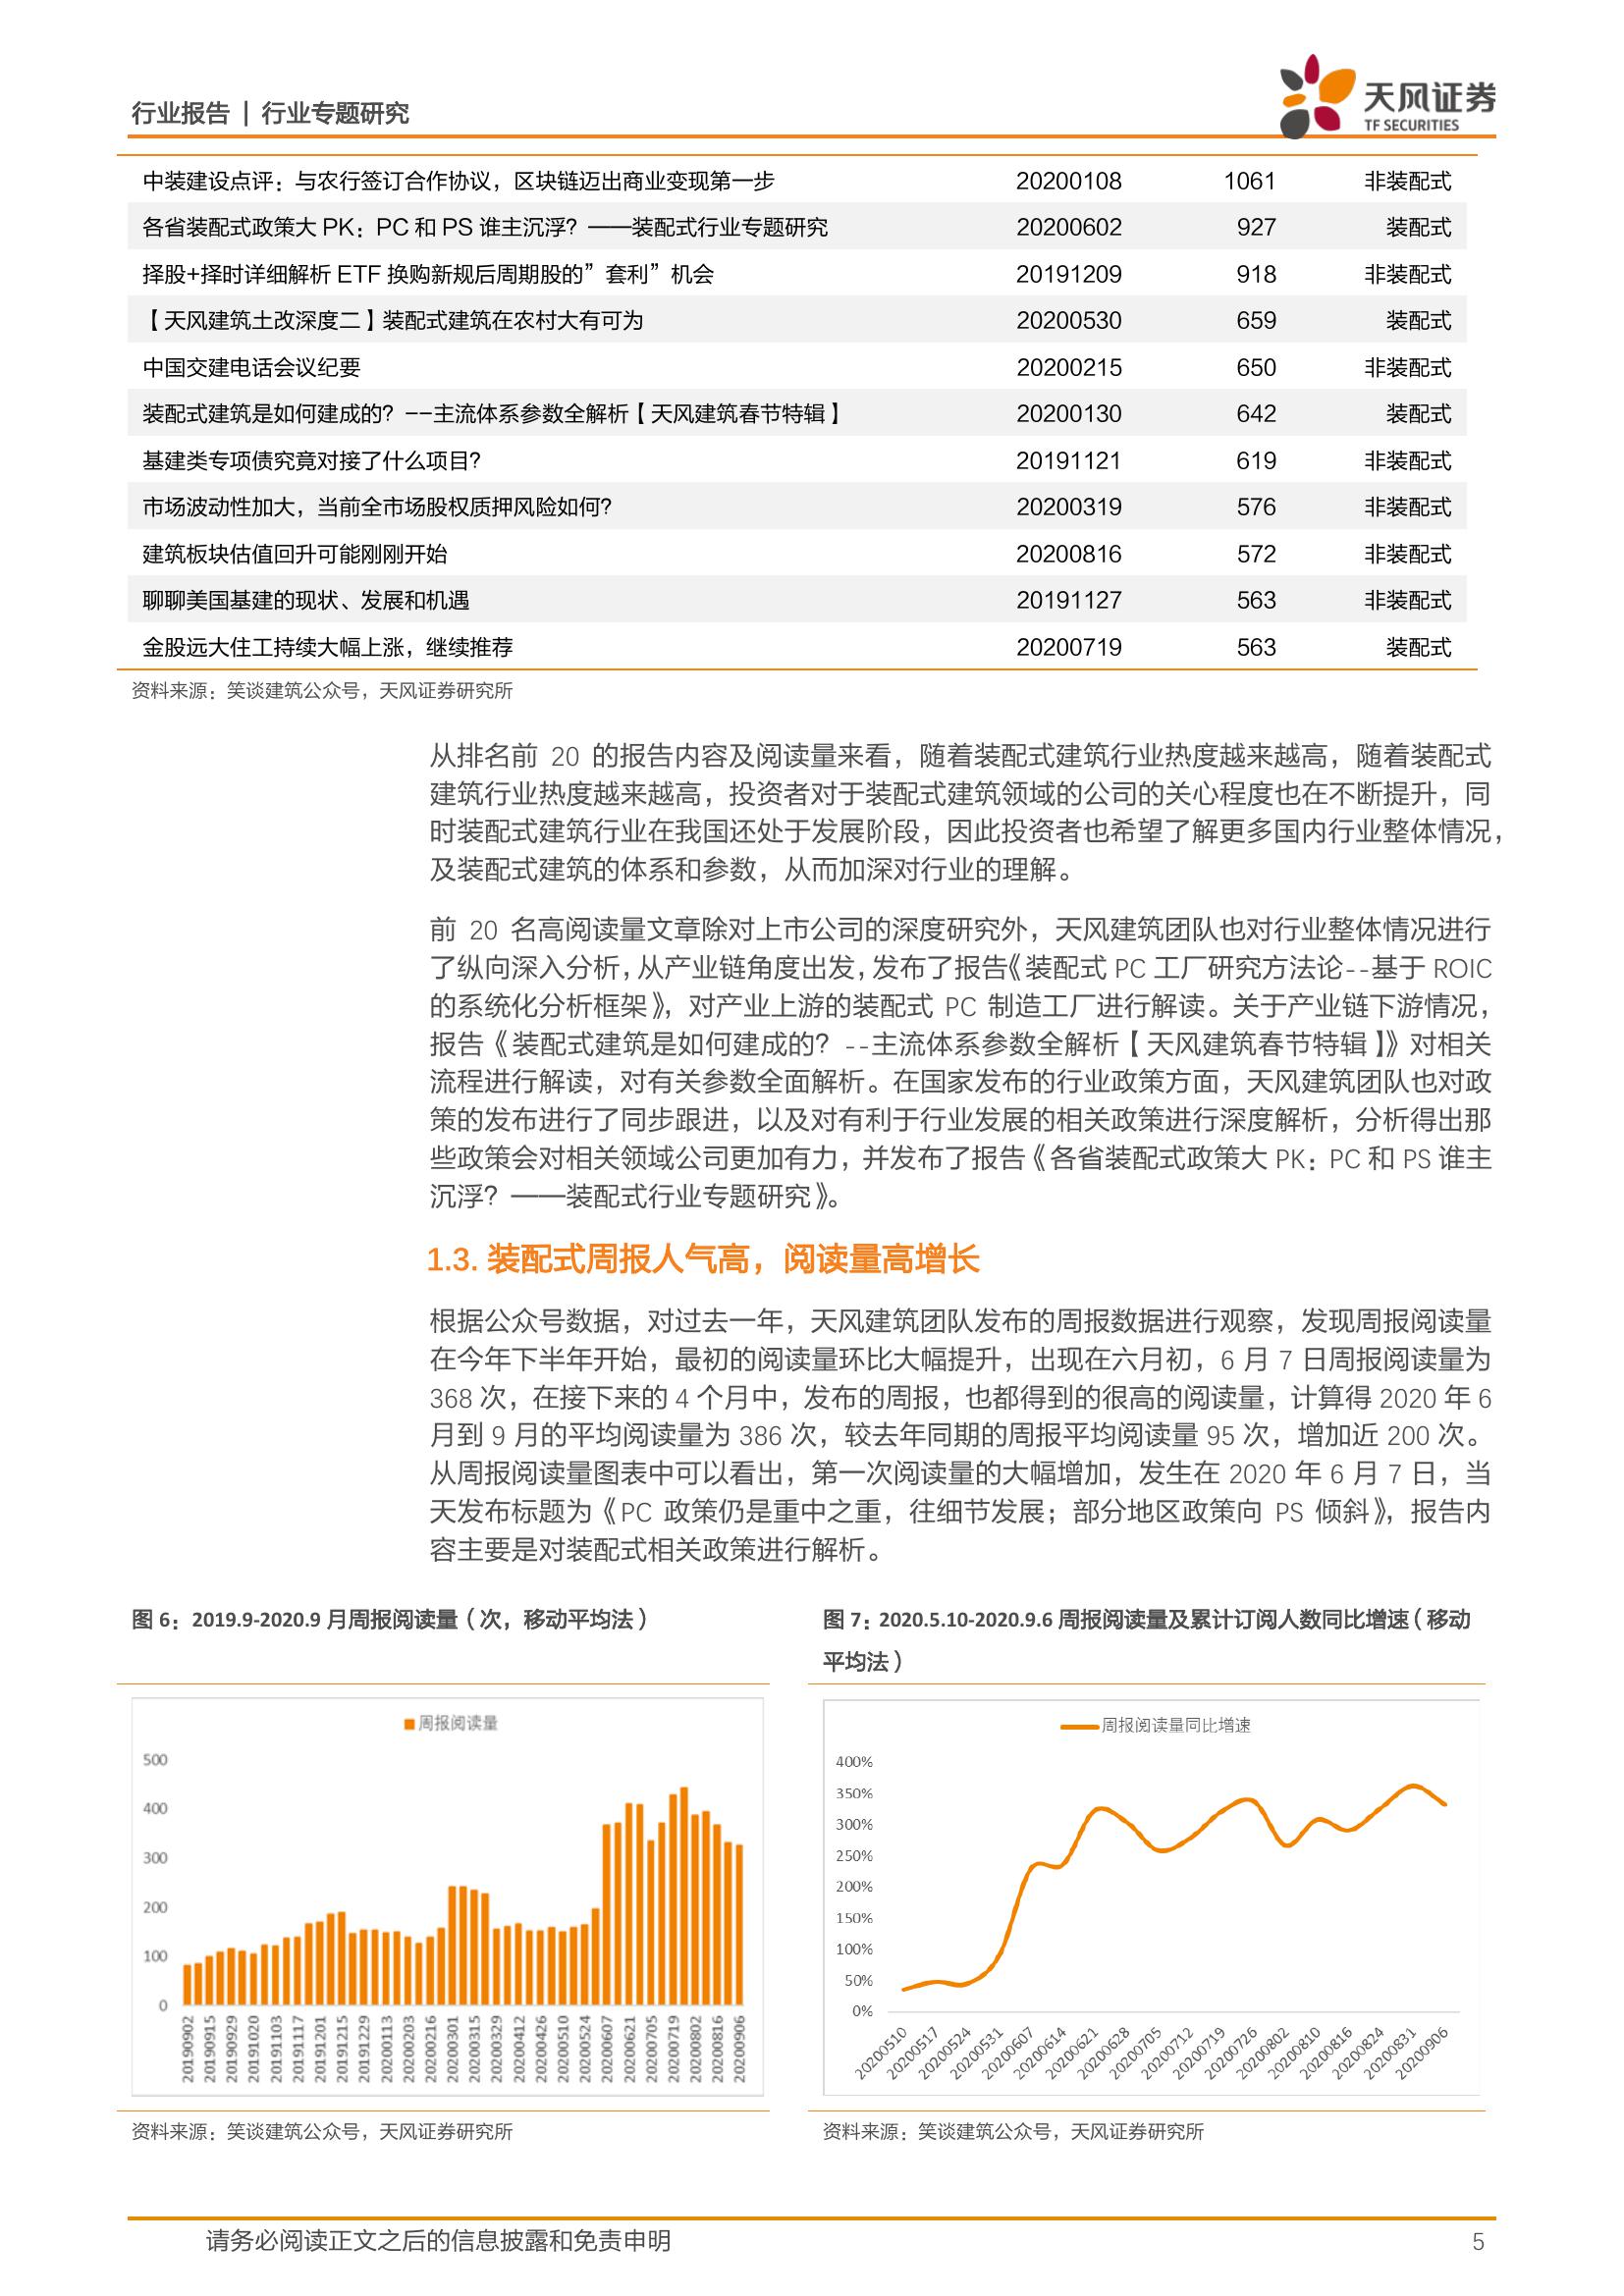 行业报告 | 行业专题研究
天风证券
TF SECURITIES
中装建设点评：与农行签订合作协议，区块链迈出商业变现第一步 20200108 1061 非装配式
各省装配式政策大 PK：PC 和 PS 谁主沉浮？——装配式行业专题研究 20200602 927 装配式
择股+择时详细解析 ETF 换购新规后周期股的”套利”机会 20191209 918 非装配式
【天风建筑土改深度二】装配式建筑在农村大有可为 20200530 659 装配式
中国交建电话会议纪要 20200215 650 非装配式
装配式建筑是如何建成的？--主流体系参数全解析【天风建筑春节特辑】 20200130 642 装配式
基建类专项债究竟对接了什么项目？ 20191121 619 非装配式
市场波动性加大，当前全市场股权质押风险如何？ 20200319 576 非装配式
建筑板块估值回升可能刚刚开始 20200816 572 非装配式
聊聊美国基建的现状、发展和机遇 20191127 563 非装配式
金股远大住工持续大幅上涨，继续推荐 20200719 563 装配式
资料来源：笑谈建筑公众号，天风证券研究所
从排名前 20 的报告内容及阅读量来看，随着装配式建筑行业热度越来越高，随着装配式
建筑行业热度越来越高，投资者对于装配式建筑领域的公司的关心程度也在不断提升，同
时装配式建筑行业在我国还处于发展阶段，因此投资者也希望了解更多国内行业整体情况，
及装配式建筑的体系和参数，从而加深对行业的理解。
前 20 名高阅读量文章除对上市公司的深度研究外，天风建筑团队也对行业整体情况进行
了纵向深入分析，从产业链角度出发，发布了报告《装配式 PC 工厂研究方法论--基于 ROIC
的系统化分析框架》，对产业上游的装配式 PC 制造工厂进行解读。关于产业链下游情况，
报告《装配式建筑是如何建成的？--主流体系参数全解析【天风建筑春节特辑】》对相关
流程进行解读，对有关参数全面解析。在国家发布的行业政策方面，天风建筑团队也对政
策的发布进行了同步跟进，以及对有利于行业发展的相关政策进行深度解析，分析得出那
些政策会对相关领域公司更加有力，并发布了报告《各省装配式政策大 PK：PC 和 PS 谁主
沉浮？——装配式行业专题研究》。
1.3. 装配式周报人气高，阅读量高增长
根据公众号数据，对过去一年，天风建筑团队发布的周报数据进行观察，发现周报阅读量
在今年下半年开始，最初的阅读量环比大幅提升，出现在六月初，6 月 7 日周报阅读量为
368 次，在接下来的 4 个月中，发布的周报，也都得到的很高的阅读量，计算得 2020 年 6
月到 9 月的平均阅读量为 386 次，较去年同期的周报平均阅读量 95 次，增加近 200 次。
从周报阅读量图表中可以看出，第一次阅读量的大幅增加，发生在 2020 年 6 月 7 日，当
天发布标题为《PC 政策仍是重中之重，往细节发展；部分地区政策向 PS 倾斜》，报告内
容主要是对装配式相关政策进行解析。
图 6：2019.9-2020.9 月周报阅读量（次，移动平均法）
周报阅读量
500
400
300
200
100
0
20190902 20190915 20190929 20191020 20191103 20191117 20191201 20191215 20191229 20200113 20200203 20200216 20200301 20200315 20200329 20200412 20200426 20200510 20200524 20200607 20200621 20200705 20200719 20200802 20200816 20200906
资料来源：笑谈建筑公众号，天风证券研究所
图 7：2020.5.10-2020.9.6 周报阅读量及累计订阅人数同比增速（移动
平均法）
周报阅读量同比增速
400%
350%
300%
250%
200%
150%
100%
50%
0%
20200510 20200517 20200524 20200531 20200607 20200614 20200621 20200628 20200705 20200712 20200719 20200726 20200802 20200810 20200816 20200824 20200831 20200906
资料来源：笑谈建筑公众号，天风证券研究所
请务必阅读正文之后的信息披露和免责申明 5